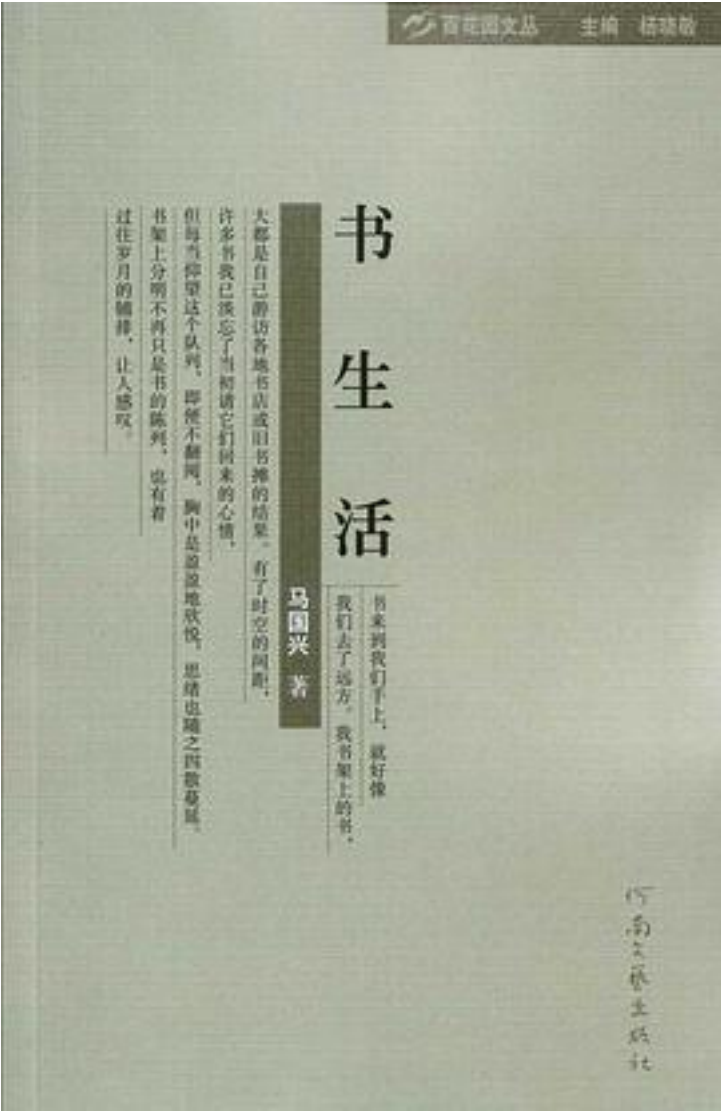 百花园文丛 主编 杨晓敏
书生活
书来到我们手上，就好像
我们去了远方。我书架上的书，
马国兴 著
大都是自己游访各地书店或旧书摊的结果。有了时空的间距，
许多书我已淡忘了当初请它们回来的心情，
但每当仰望这个队列，即使不翻阅，胸中是盈盈地欣悦，思绪也随之四散蔓延。
书架上分明不再只是书的陈列，也有着
过往岁月的铺排，让人感叹。
河南文艺出版社